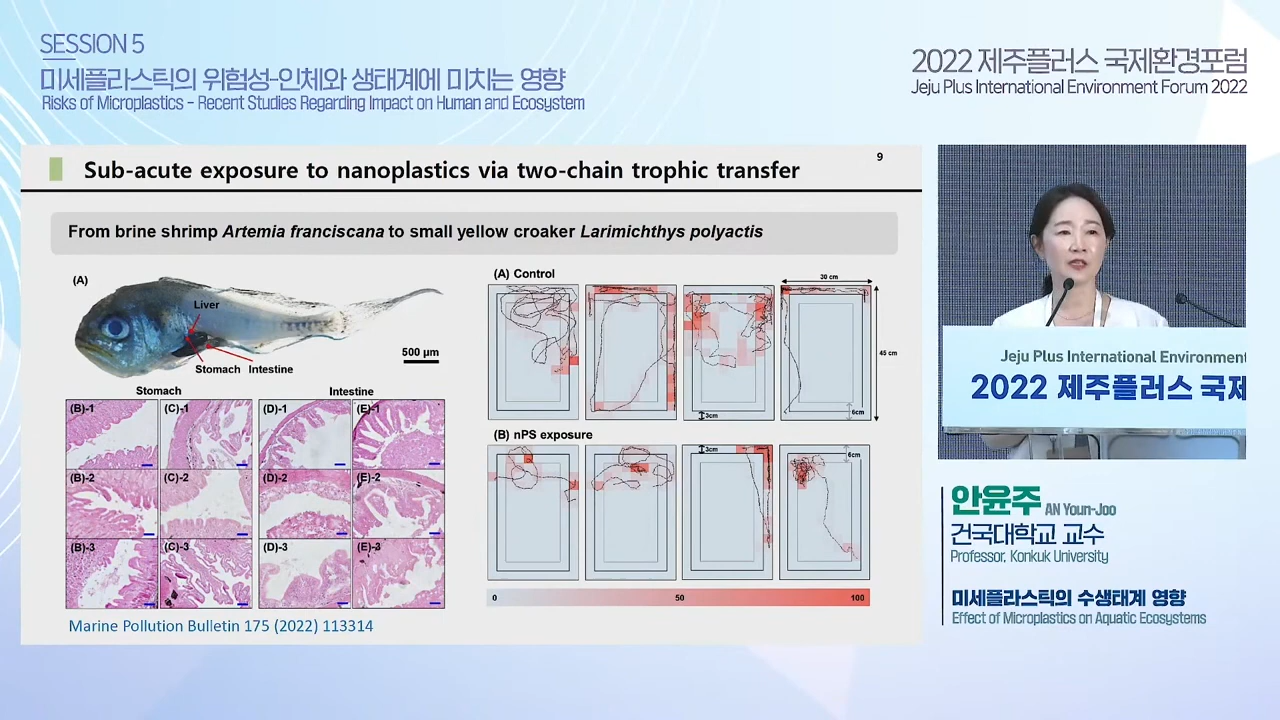 SESSION 5
미세플라스틱의 위험성-인체와 생태계에 미치는 영향
Risks of Microplastics - Recent Studies Regarding Impact on Human and Ecosystem
2022 제주플러스 국제환경포럼
Jeju Plus International Environment Forum 2022
Sub-acute exposure to nanoplastics via two-chain trophic transfer
9
From brine shrimp Artemia franciscana to small yellow croaker Larimichthys polyactis
(A)
Liver
Stomach
Intestine
500 μm
Stomach
Intestine
(B)-1
(C)-1
(D)-1
(E)-1
(B)-2
(C)-2
(D)-2
(E)-2
(B)-3
(C)-3
(D)-3
(E)-3
(A) Control
30 cm
45 cm
3cm
6cm
(B) nPS exposure
3cm
6cm
0
50
100
Marine Pollution Bulletin 175 (2022) 113314
Jeju Plus International Environment
2022 제주플러스 국제
안윤주 AN Youn-Joo
건국대학교 교수
Professor, Konkuk University
미세플라스틱의 수생태계 영향
Effect of Microplastics on Aquatic Ecosystems